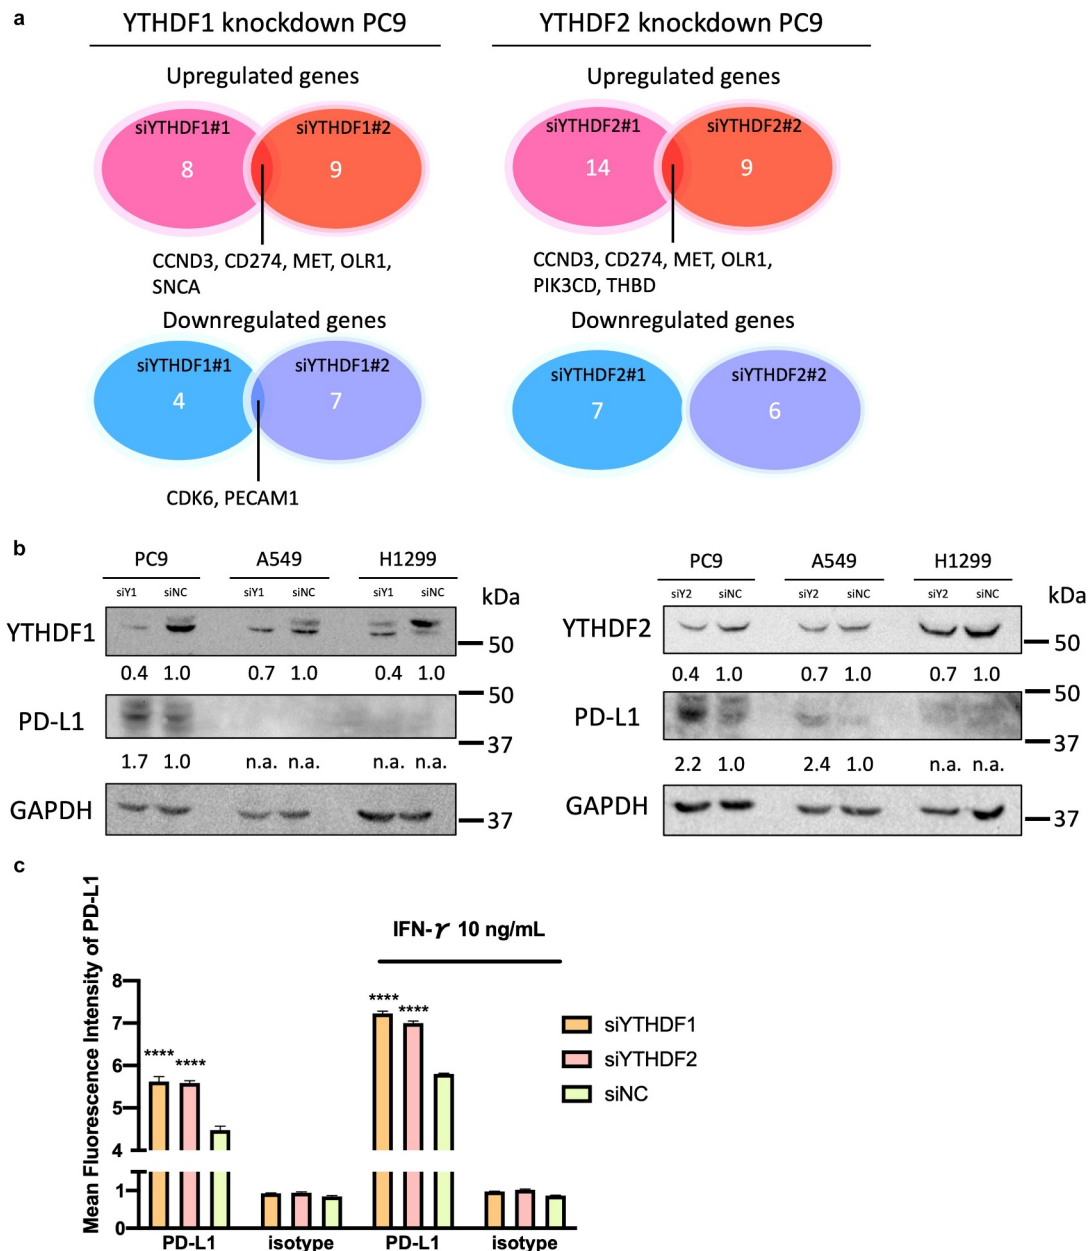 a
YTHDF1 knockdown PC9
YTHDF2 knockdown PC9
Upregulated genes
Upregulated genes
siYTHDF1#1
siYTHDF1#2
8
9
siYTHDF2#1
siYTHDF2#2
14
9
CCND3, CD274, MET, OLR1,
SNCA
CCND3, CD274, MET, OLR1,
PIK3CD, THBD
Downregulated genes
Downregulated genes
siYTHDF1#1
siYTHDF1#2
4
7
siYTHDF2#1
siYTHDF2#2
7
6
CDK6, PECAM1
b
PC9 A549 H1299
siY1 siNC siY1 siNC siY1 siNC
kDa
YTHDF1
50
0.4 1.0 0.7 1.0 0.4 1.0
50
PD-L1
37
1.7 1.0 n.a. n.a. n.a. n.a.
GAPDH
37
PC9 A549 H1299
siY2 siNC siY2 siNC siY2 siNC
kDa
YTHDF2
50
0.4 1.0 0.7 1.0 0.7 1.0
50
PD-L1
37
2.2 1.0 2.4 1.0 n.a. n.a.
GAPDH
37
c
Mean Fluorescence Intensity of PD-L1
IFN-γ 10 ng/mL
8
7
6
5
4
1
0
**** ****
**** ****
siYTHDF1
siYTHDF2
siNC
PD-L1 isotype PD-L1 isotype